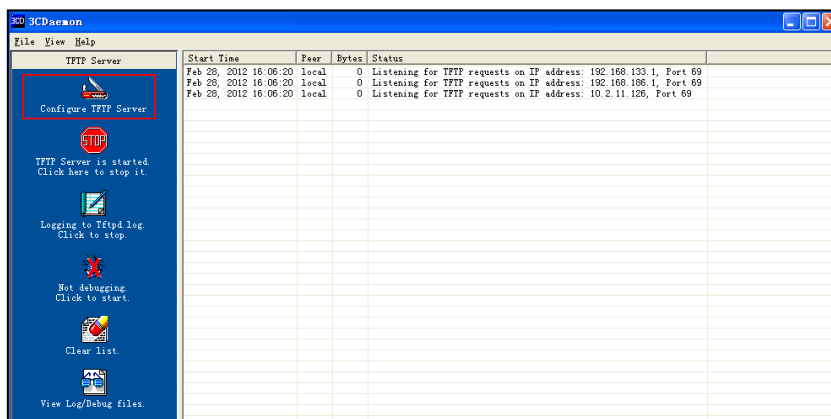 3CD 3CDaemon
File View Help
TFTP Server
Configure TFTP Server
STOP
TFTP Server is started.
Click here to stop it.
Logging to Tftpd.log.
Click to stop.
Not debugging.
Click to start.
Clear list.
View Log/Debug files.
Start Time Peer Bytes Status
Feb 28, 2012 16:06:20 local 0 Listening for TFTP requests on IP address: 192.168.133.1, Port 69
Feb 28, 2012 16:06:20 local 0 Listening for TFTP requests on IP address: 192.168.186.1, Port 69
Feb 28, 2012 16:06:20 local 0 Listening for TFTP requests on IP address: 10.2.11.126, Port 69